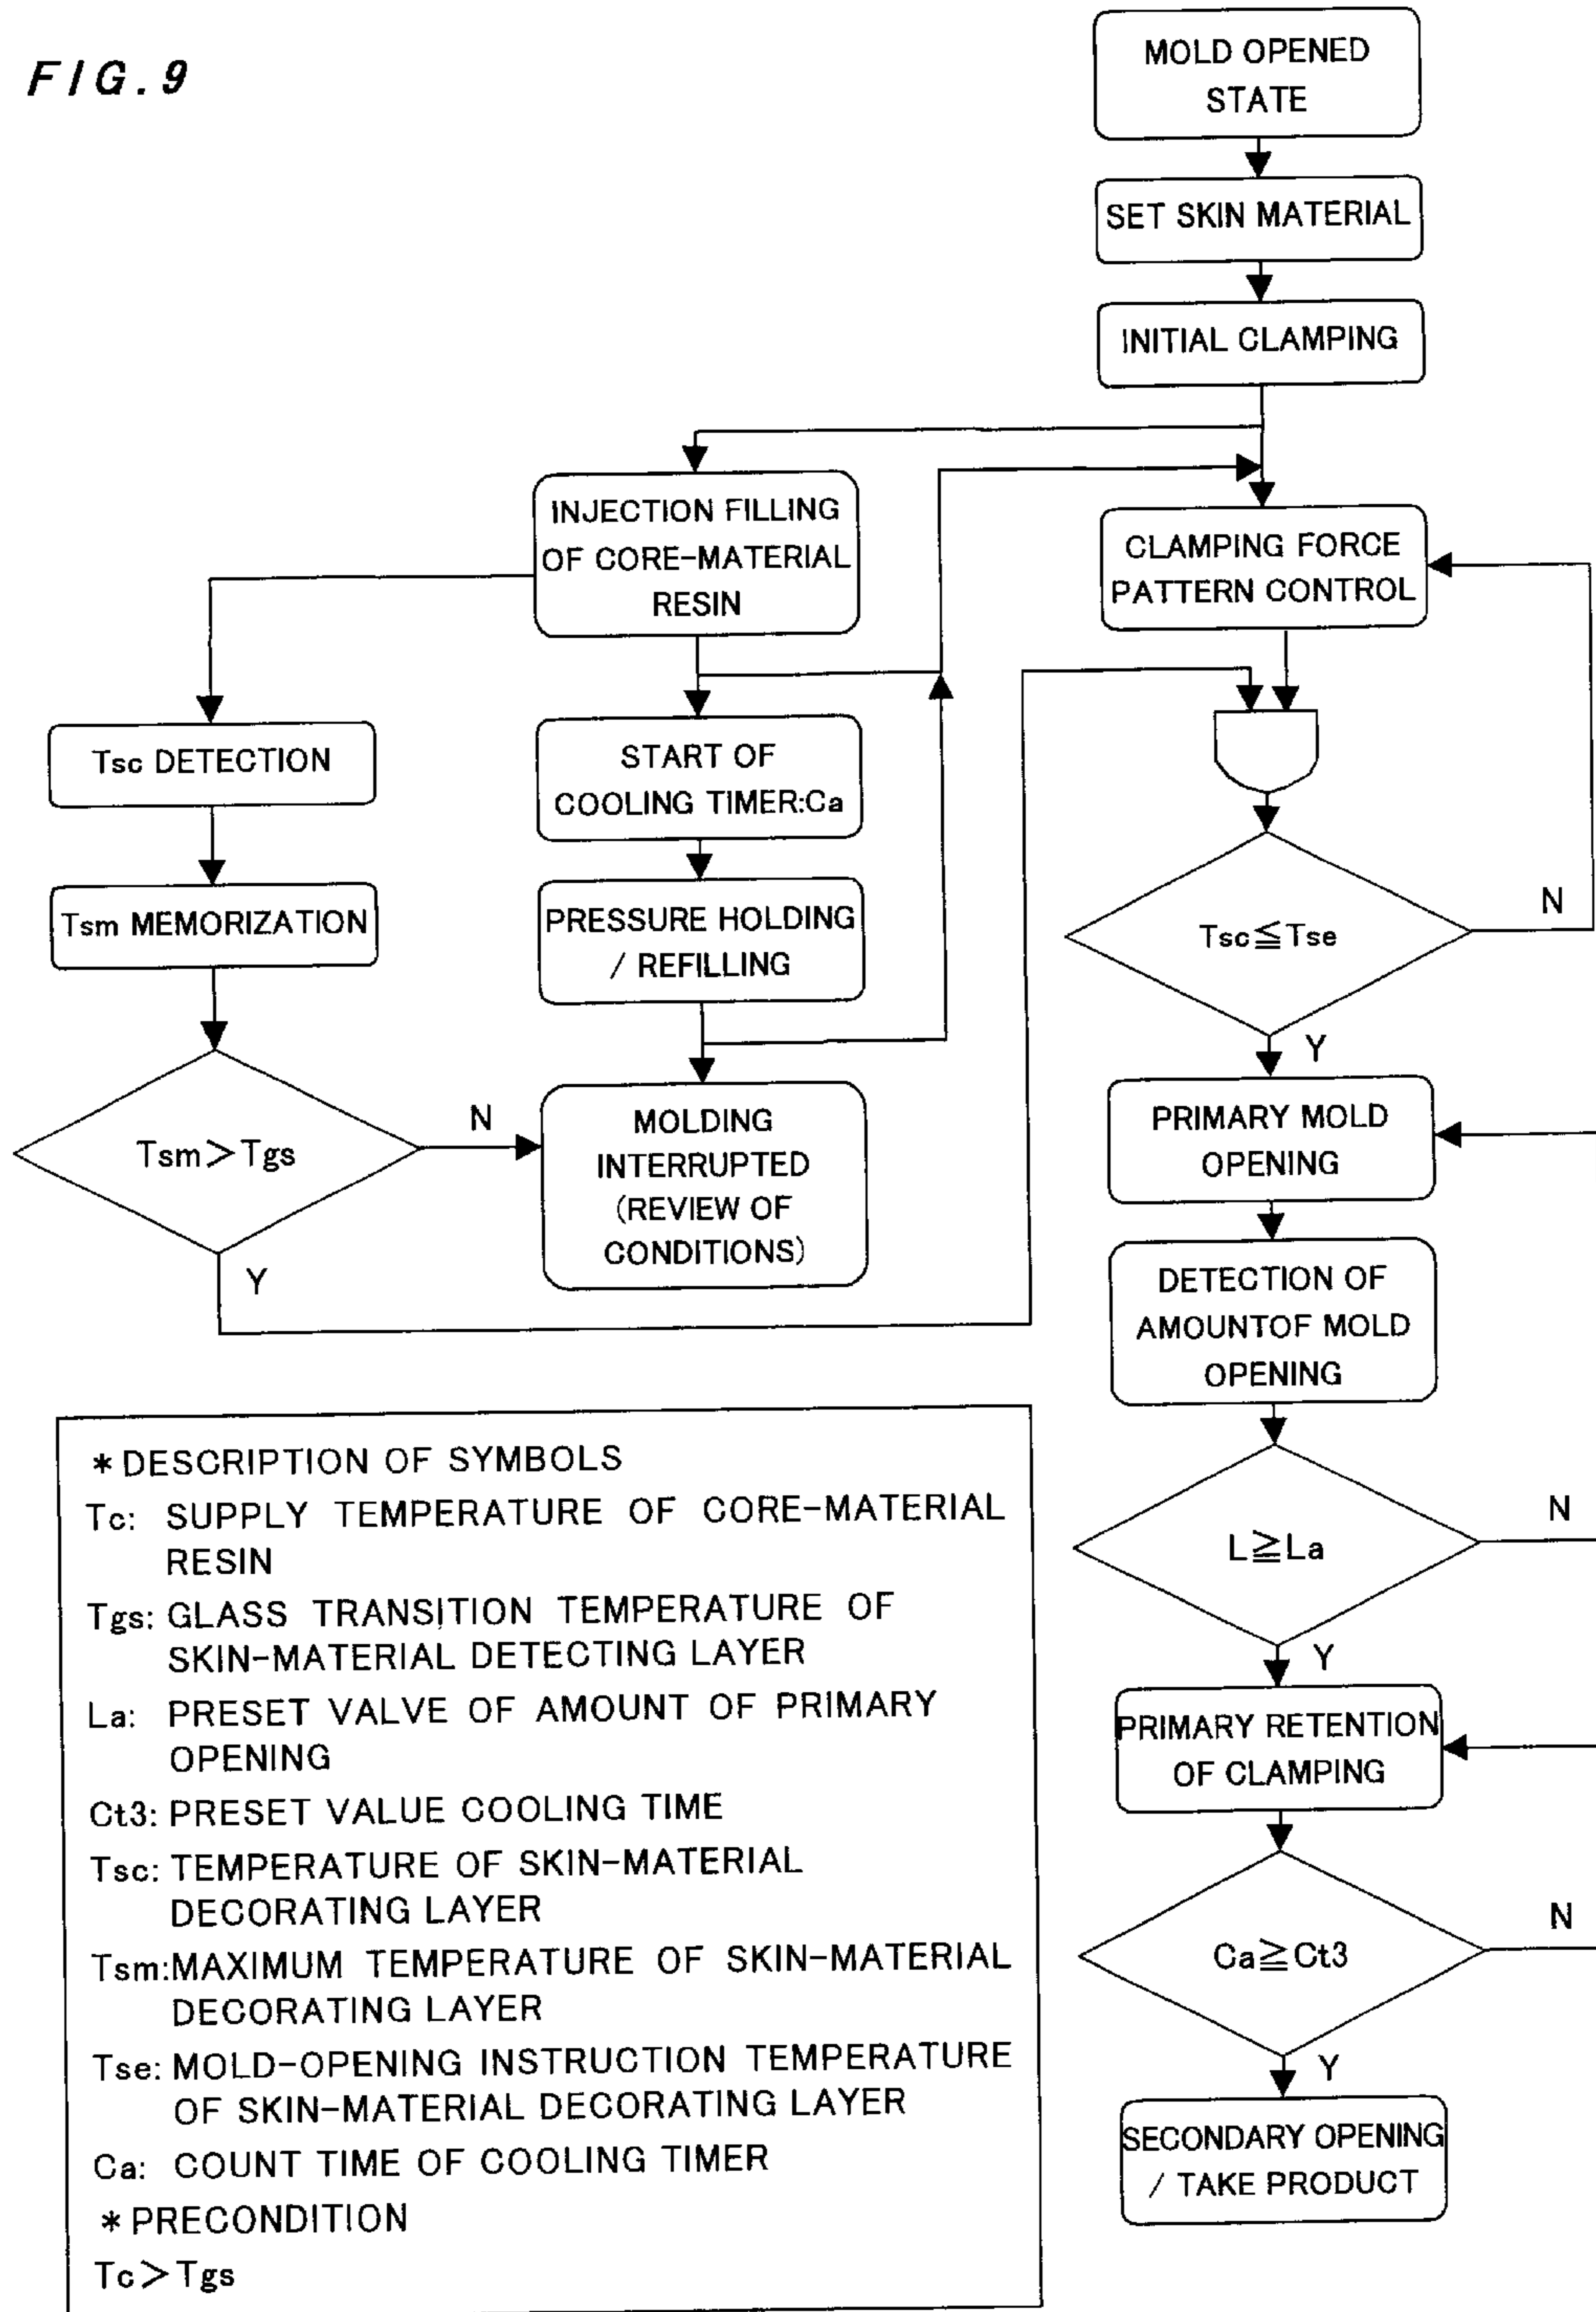 FIG.9
MOLD OPENED
STATE
SET SKIN MATERIAL
INITIAL CLAMPING
INJECTION FILLING
OF CORE-MATERIAL
RESIN
CLAMPING FORCE
PATTERN CONTROL
Tsc DETECTION
START OF
COOLING TIMER:Ca
Tsm MEMORIZATION
PRESSURE HOLDING
/ REFILLING
Tsc≦Tse
N
Y
Tsm>Tgs
N
Y
MOLDING
INTERRUPTED
(REVIEW OF
CONDITIONS)
PRIMARY MOLD
OPENING
DETECTION OF
AMOUNTOF MOLD
OPENING
L≧La
N
Y
PRIMARY RETENTION
OF CLAMPING
Ca≧Ct3
N
Y
SECONDARY OPENING
/ TAKE PRODUCT
* DESCRIPTION OF SYMBOLS
Tc: SUPPLY TEMPERATURE OF CORE-MATERIAL
RESIN
Tgs: GLASS TRANSITION TEMPERATURE OF
SKIN-MATERIAL DETECTING LAYER
La: PRESET VALVE OF AMOUNT OF PRIMARY
OPENING
Ct3: PRESET VALUE COOLING TIME
Tsc: TEMPERATURE OF SKIN-MATERIAL
DECORATING LAYER
Tsm:MAXIMUM TEMPERATURE OF SKIN-MATERIAL
DECORATING LAYER
Tse: MOLD-OPENING INSTRUCTION TEMPERATURE
OF SKIN-MATERIAL DECORATING LAYER
Ca: COUNT TIME OF COOLING TIMER
* PRECONDITION
Tc>Tgs